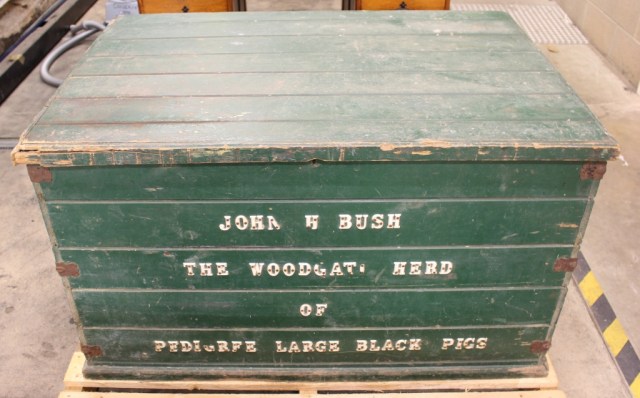 JOHN H BUSH
THE WOODGATE HERD
OF
PEDIGREE LARGE BLACK PIGS